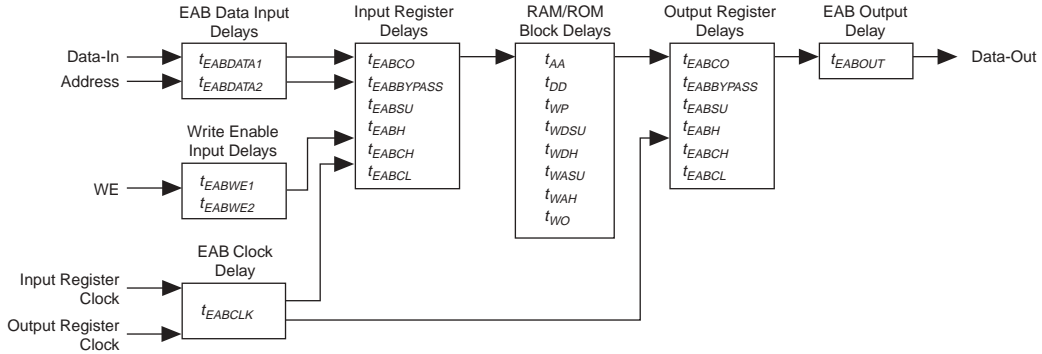 EAB Data Input
Delays
Input Register
Delays
RAM/ROM
Block Delays
Output Register
Delays
EAB Output
Delay
Data-In
Address
tEABDATA1
tEABDATA2
tEABCO
tEABBYPASS
tEABSU
tEABH
tEABCH
tEABCL
tAA
tDD
tWP
tWDSU
tWDH
tWASU
tWAH
tWO
tEABCO
tEABBYPASS
tEABSU
tEABH
tEABCH
tEABCL
tEABOUT
Data-Out
Write Enable
Input Delays
WE
tEABWE1
tEABWE2
EAB Clock
Delay
Input Register
Clock
Output Register
Clock
tEABCLK